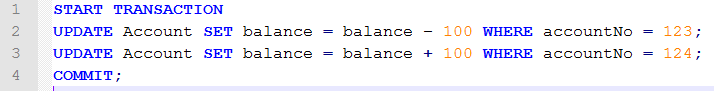 1 START TRANSACTION
2 UPDATE Account SET balance = balance - 100 WHERE accountNo = 123;
3 UPDATE Account SET balance = balance + 100 WHERE accountNo = 124;
4 COMMIT;